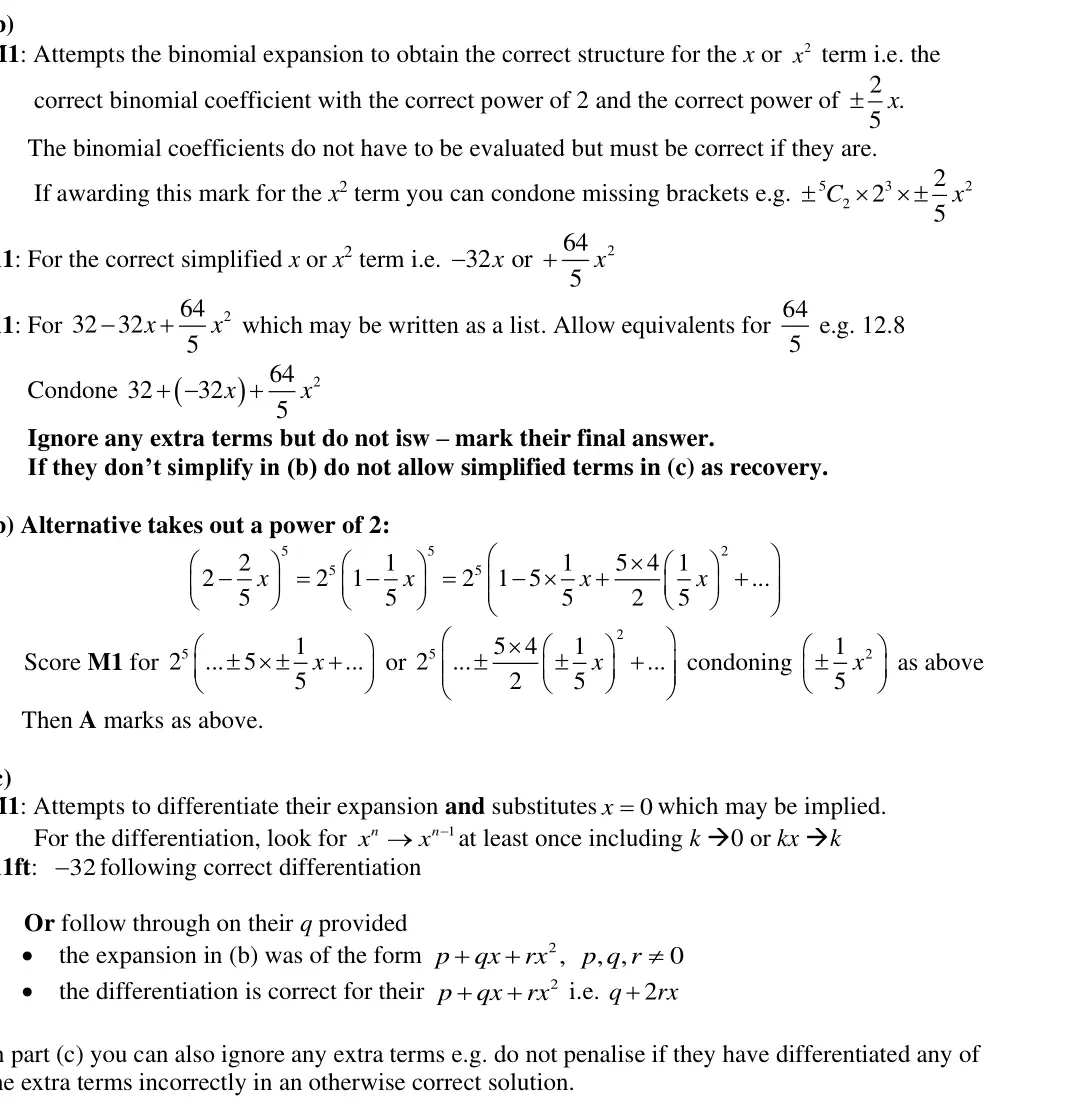 b)
M1: Attempts the binomial expansion to obtain the correct structure for the x or x² term i.e. the
correct binomial coefficient with the correct power of 2 and the correct power of ±2/5 x.
The binomial coefficients do not have to be evaluated but must be correct if they are.
If awarding this mark for the x² term you can condone missing brackets e.g. ±⁵C₂ × 2³ × ±2/5 x²
1: For the correct simplified x or x² term i.e. −32x or +64/5 x²
1: For 32 − 32x + 64/5 x² which may be written as a list. Allow equivalents for 64/5 e.g. 12.8
Condone 32 + (−32x) + 64/5 x²
Ignore any extra terms but do not isw – mark their final answer.
If they don't simplify in (b) do not allow simplified terms in (c) as recovery.
b) Alternative takes out a power of 2:
(2 − 2/5 x)⁵ = 2⁵(1 − 1/5 x)⁵ = 2⁵(1 − 5 × 1/5 x + (5×4)/2 (1/5 x)² + ...)
Score M1 for 2⁵(... ± 5 × ± 1/5 x + ...) or 2⁵(... ± (5×4)/2 (± 1/5 x)² + ...) condoning (± 1/5 x²) as above
Then A marks as above.
c)
M1: Attempts to differentiate their expansion and substitutes x = 0 which may be implied.
For the differentiation, look for xⁿ → xⁿ⁻¹ at least once including k →0 or kx →k
1ft: −32 following correct differentiation
Or follow through on their q provided
• the expansion in (b) was of the form p + qx + rx², p, q, r ≠ 0
• the differentiation is correct for their p + qx + rx² i.e. q + 2rx
n part (c) you can also ignore any extra terms e.g. do not penalise if they have differentiated any of
he extra terms incorrectly in an otherwise correct solution.